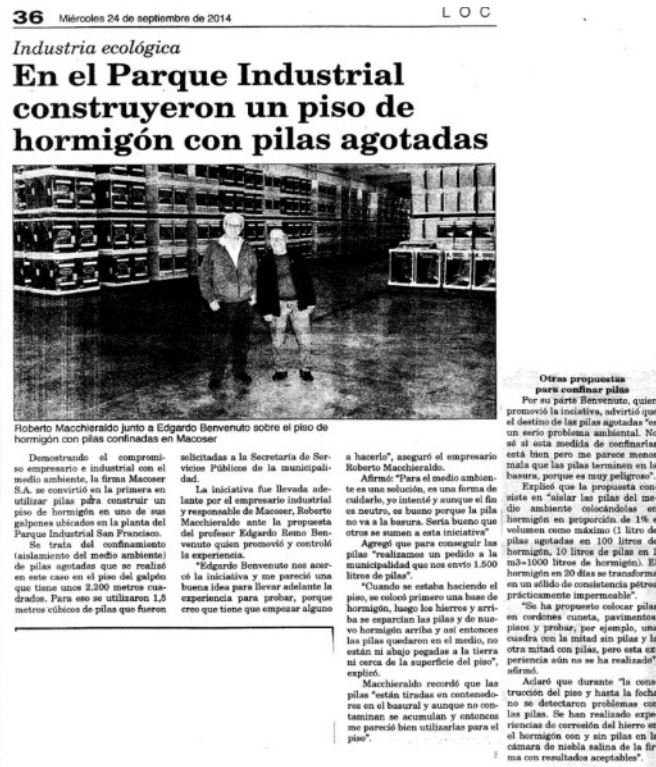 36 Miércoles 24 de septiembre de 2014
L O C
Industria ecológica
En el Parque Industrial
construyeron un piso de
hormigón con pilas agotadas
Roberto Macchieraldo junto a Edgardo Benvenuto sobre el piso de
hormigón con pilas confinadas en Macoser
Demostrando el compromi-
so empresario e industrial con el
medio ambiente, la firma Macoser
S.A. se convirtió en la primera en
utilizar pilas para construir un
piso de hormigón en uno de sus
galpones ubicados en la planta del
Parque Industrial San Francisco.
Se trata del confinamiento
(aislamiento del medio ambiente)
de pilas agotadas que se realizó
en este caso en el piso del galpón
que tiene unos 2.200 metros cua-
drados. Para eso se utilizaron 1,5
metros cúbicos de pilas que fueron
solicitadas a la Secretaría de Ser-
vicios Públicos de la municipali-
dad.
La iniciativa fue llevada ade-
lante por el empresario industrial
y responsable de Macoser, Roberto
Macchieraldo ante la propuesta
del profesor Edgardo Remo Ben-
venuto quien promovió y controló
la experiencia.
"Edgardo Benvenuto nos acer-
có la iniciativa y me pareció una
buena idea para llevar adelante la
experiencia para probar, porque
creo que tiene que empezar alguno
a hacerlo", aseguró el empresario
Roberto Macchieraldo.
Afirmó: "Para el medio ambien-
te es una solución, es una forma de
cuidarlo, yo intenté y aunque el fin
es neutro, es bueno porque la pila
no va a la basura. Sería bueno que
otros se sumen a esta iniciativa"
Agregó que para conseguir las
pilas "realizamos un pedido a la
municipalidad que nos envío 1.500
litros de pilas".
"Cuando se estaba haciendo el
piso, se colocó primero una base de
hormigón, luego los hierros y arri-
ba se esparcían las pilas y de nue-
vo hormigón arriba y así entonces
las pilas quedaron en el medio, no
están ni abajo pegadas a la tierra
ni cerca de la superficie del piso",
explicó.
Macchieraldo recordó que las
pilas "están tiradas en contenedo-
res en el basural y aunque no con-
taminan se acumulan y entonces
me pareció bien utilizarlas para el
piso".
Otras propuestas
para confinar pilas
Por su parte Benvenuto, quien
promovió la iniciativa, advirtió que
el destino de las pilas agotadas "es
un serio problema ambiental. No
sé si esta medida de confinarlas
está bien pero me parece menos
mala que las pilas terminen en la
basura, porque es muy peligroso".
Explicó que la propuesta con-
siste en "aislar las pilas del me-
dio ambiente colocándolas en
hormigón en proporción de 1% e
volumen como máximo (1 litro de
pilas agotadas en 100 litros de
hormigón, 10 litros de pilas en 1
m3=1000 litros de hormigón). El
hormigón en 20 días se transforma
en un sólido de consistencia pétrea
prácticamente impermeable".
"Se ha propuesto colocar pilas
en cordones cuneta, pavimentos,
pisos y probar, por ejemplo, una
cuadra con la mitad sin pilas y la
otra mitad con pilas, pero esta ex-
periencia aún no se ha realizado"
afirmó.
Aclaró que durante "la cons-
trucción del piso y hasta la fecha
no se detectaron problemas con
las pilas. Se han realizado expe-
riencias de corrosión del hierro en
el hormigón con y sin pilas en la
cámara de niebla salina de la fir-
ma con resultados aceptables".